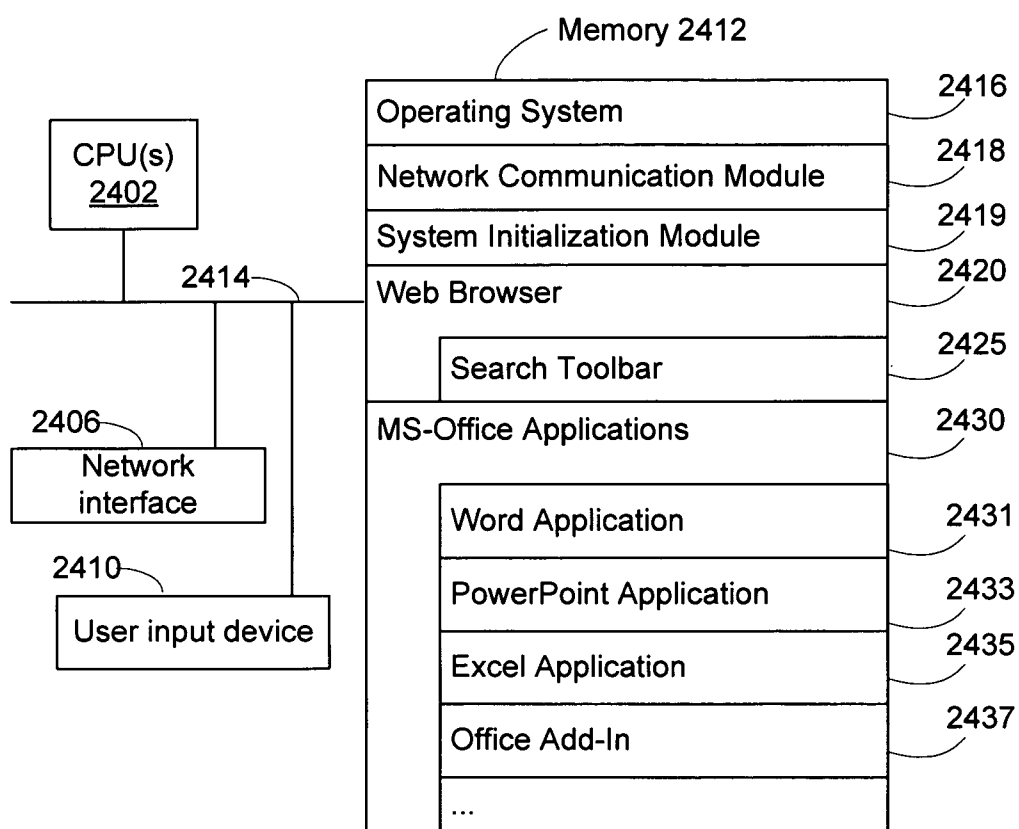 Memory 2412
2416
Operating System
CPU(s)
2402
2418
Network Communication Module
2419
System Initialization Module
2414
2420
Web Browser
2425
Search Toolbar
2406
2430
MS-Office Applications
Network
interface
2431
Word Application
2410
2433
PowerPoint Application
User input device
2435
Excel Application
2437
Office Add-In
...